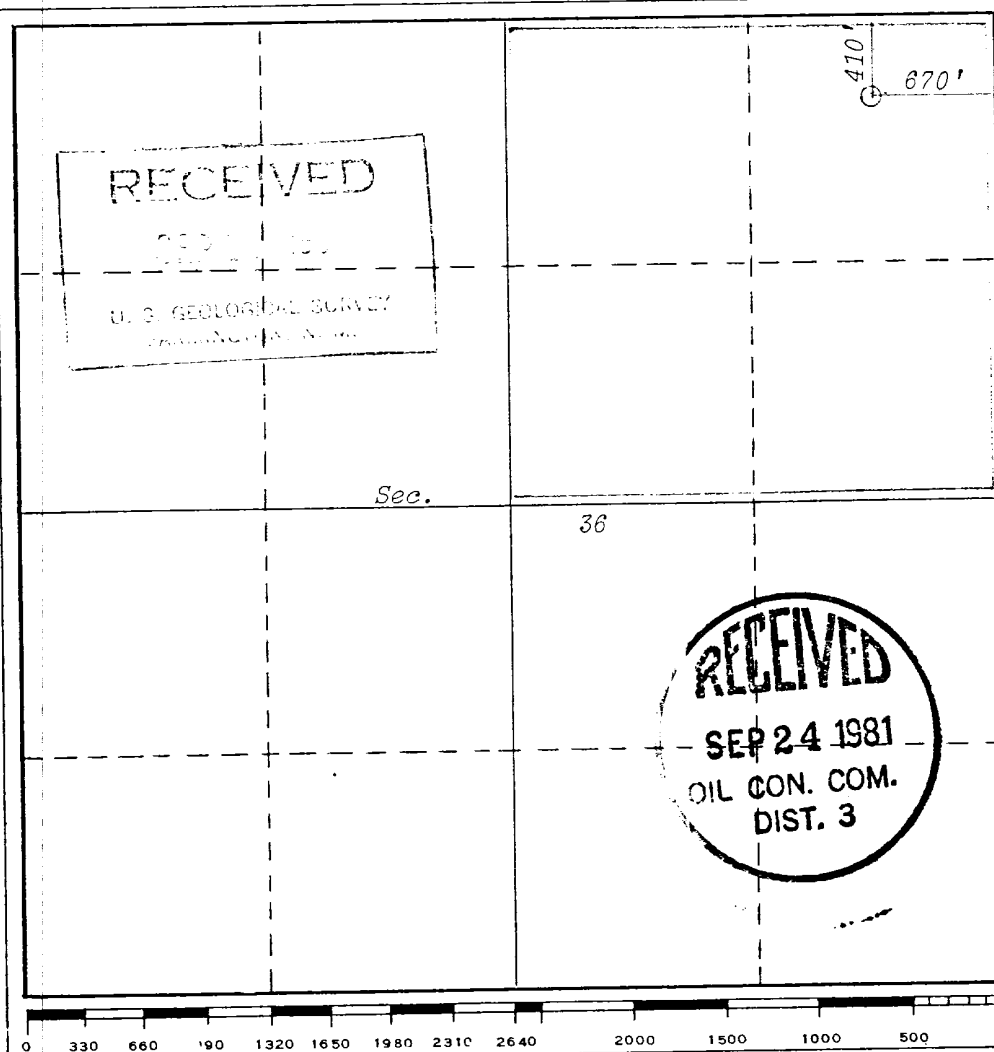 410'
670'
RECEIVED
U. S. GEOLOGICAL SURVEY
Sec.
36
RECEIVED
SEP 24 1981
OIL CON. COM.
DIST. 3
0 330 660 '90 1320 1650 1980 2310 2640 2000 1500 1000 500